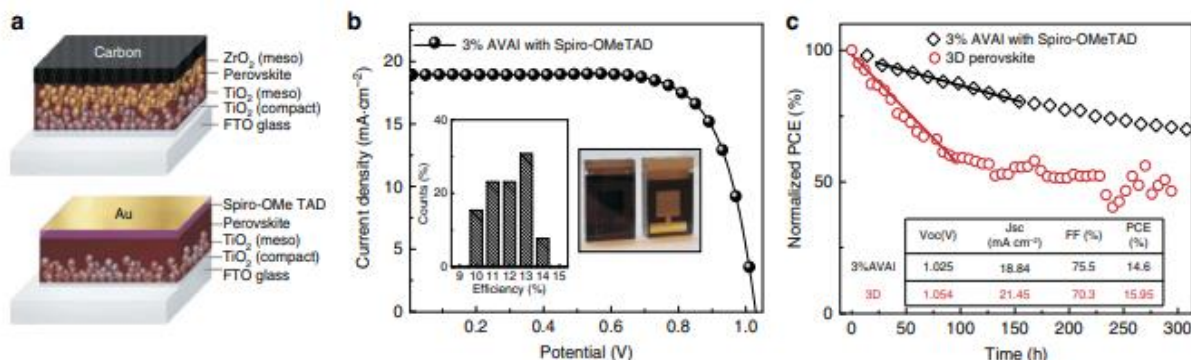 a
Carbon
ZrO2 (meso)
Perovskite
TiO2 (meso)
TiO2 (compact)
FTO glass
Au
Spiro-OMe TAD
Perovskite
TiO2 (meso)
TiO2 (compact)
FTO glass
b
3% AVAI with Spiro-OMeTAD
Current density (mA·cm−2)
20
15
10
5
0
0.2 0.4 0.6 0.8 1.0
Potential (V)
Counts (%)
40
20
0
9 10 11 12 13 14 15
Efficiency (%)
c
3% AVAI with Spiro-OMeTAD
3D perovskite
Normalized PCE (%)
100
50
0
0 50 100 150 200 250 300
Time (h)
Voc(V) Jsc (mA cm−2) FF (%) PCE (%)
3%AVAI 1.025 18.84 75.5 14.6
3D 1.054 21.45 70.3 15.95